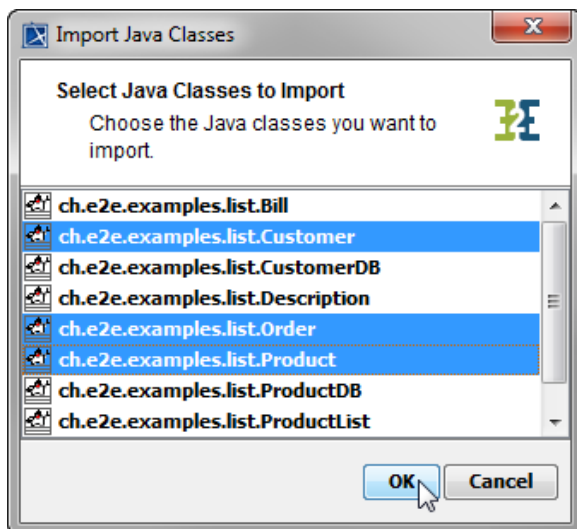 Import Java Classes
Select Java Classes to Import
Choose the Java classes you want to
import.
E2E
ch.e2e.examples.list.Bill
ch.e2e.examples.list.Customer
ch.e2e.examples.list.CustomerDB
ch.e2e.examples.list.Description
ch.e2e.examples.list.Order
ch.e2e.examples.list.Product
ch.e2e.examples.list.ProductDB
ch.e2e.examples.list.ProductList
OK
Cancel